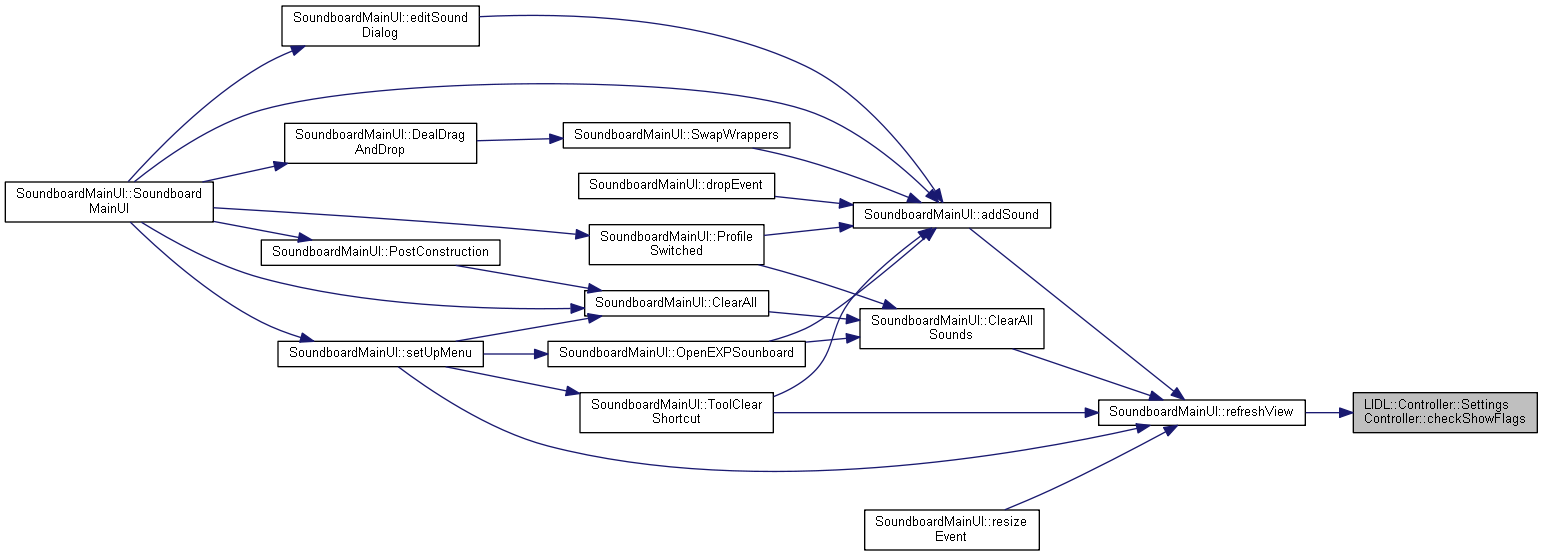 SoundboardMainUI::editSound
Dialog
SoundboardMainUI::DealDrag
AndDrop
SoundboardMainUI::SwapWrappers
SoundboardMainUI::dropEvent
SoundboardMainUI::Soundboard
MainUI
SoundboardMainUI::addSound
SoundboardMainUI::Profile
Switched
SoundboardMainUI::PostConstruction
SoundboardMainUI::ClearAll
SoundboardMainUI::ClearAll
Sounds
SoundboardMainUI::setUpMenu
SoundboardMainUI::OpenEXPSounboard
SoundboardMainUI::ToolClear
Shortcut
SoundboardMainUI::refreshView
LIDL::Controller::Settings
Controller::checkShowFlags
SoundboardMainUI::resize
Event